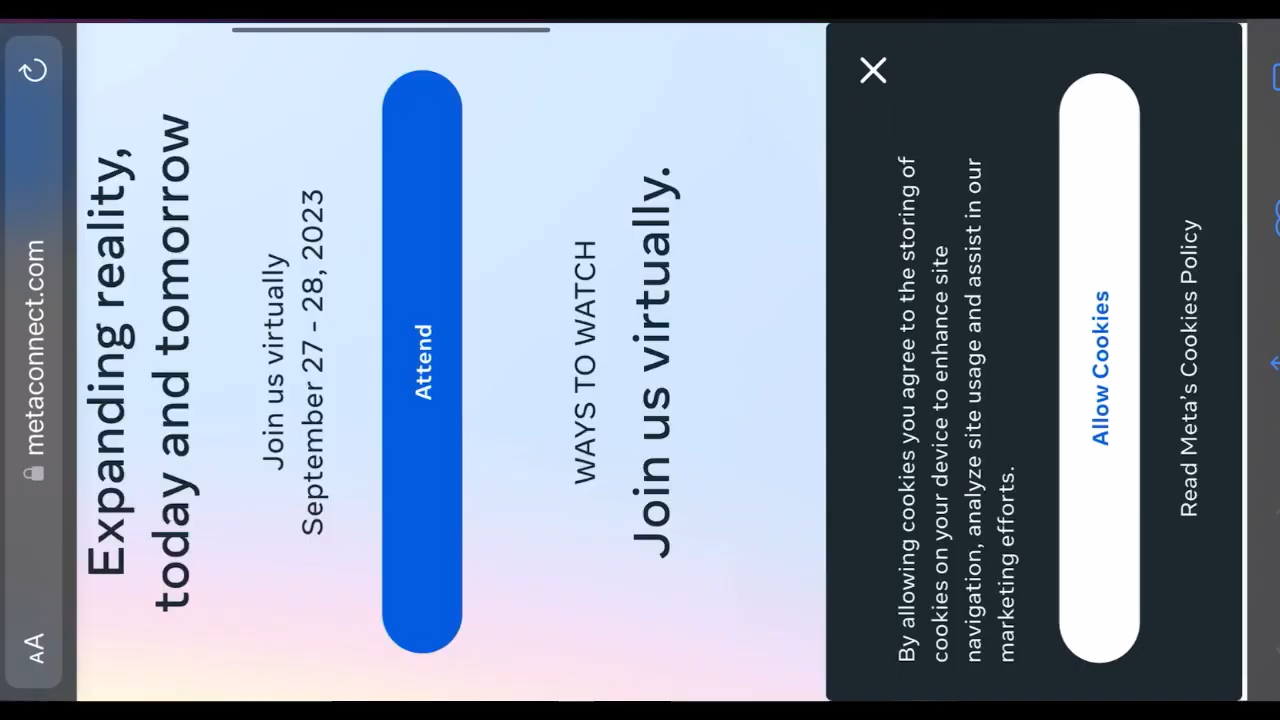 AA
metaconnect.com
Expanding reality,
today and tomorrow
Join us virtually
September 27 - 28, 2023
Attend
WAYS TO WATCH
Join us virtually.
By allowing cookies you agree to the storing of
cookies on your device to enhance site
navigation, analyze site usage and assist in our
marketing efforts.
Allow Cookies
Read Meta's Cookies Policy